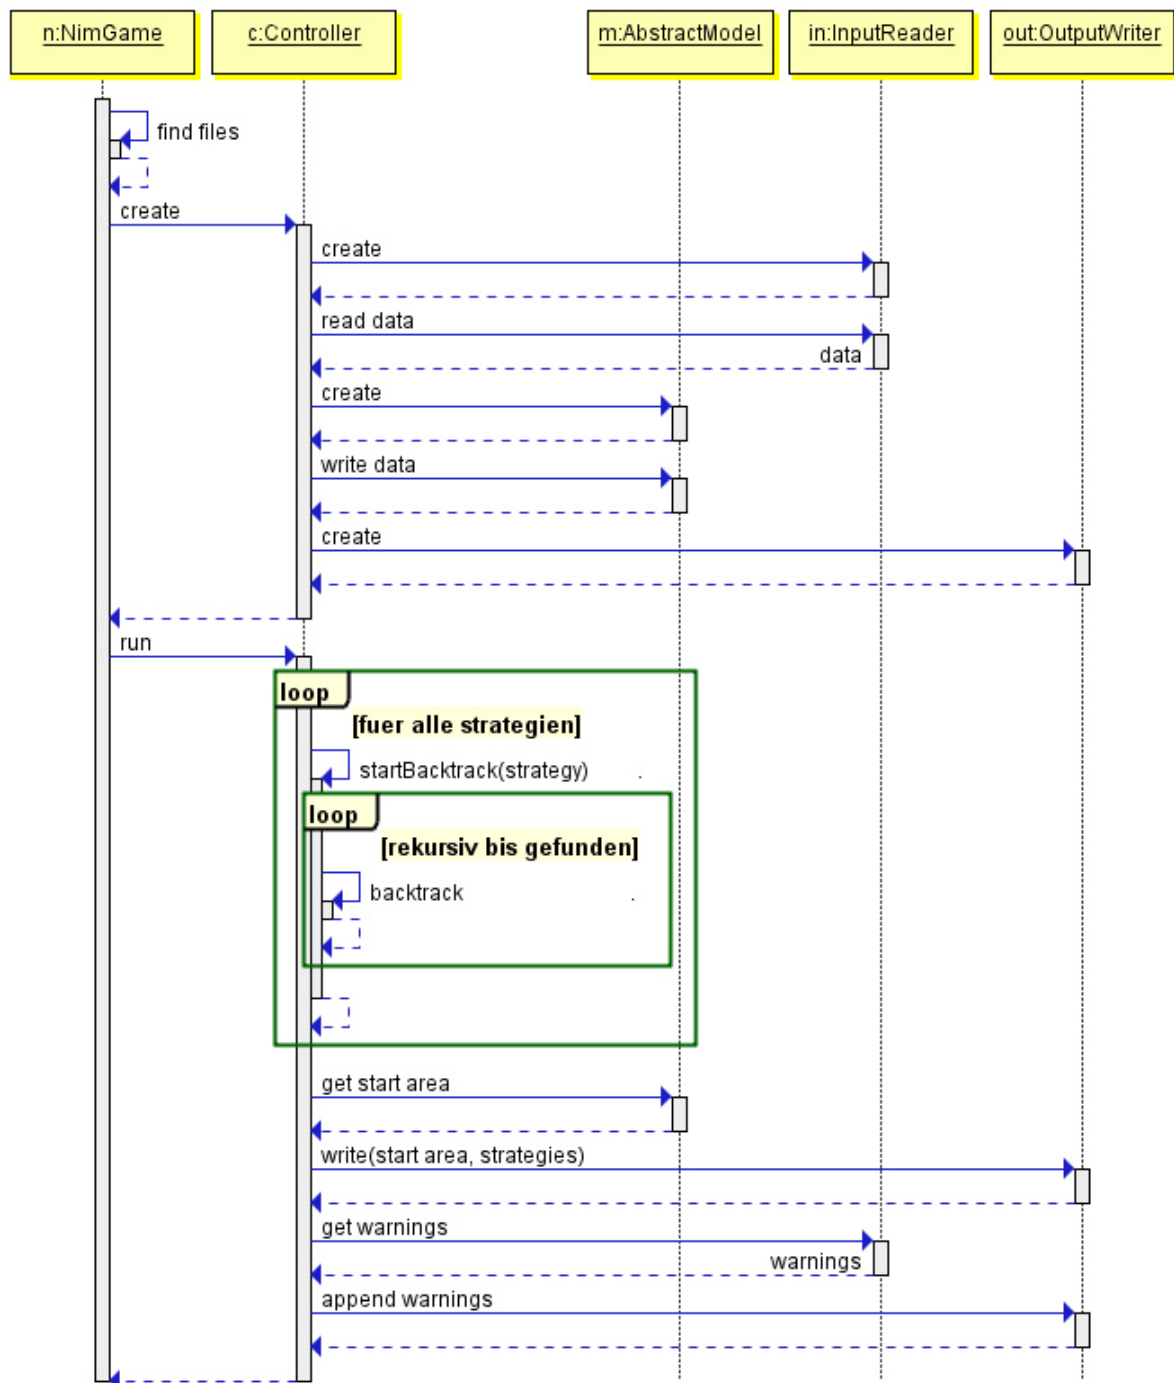 n:NimGame
c:Controller
m:AbstractModel
in:InputReader
out:OutputWriter
find files
create
create
read data
data
create
write data
create
run
loop
[fuer alle strategien]
startBacktrack(strategy) .
loop
[rekursiv bis gefunden]
backtrack .
get start area
write(start area, strategies)
get warnings
warnings
append warnings